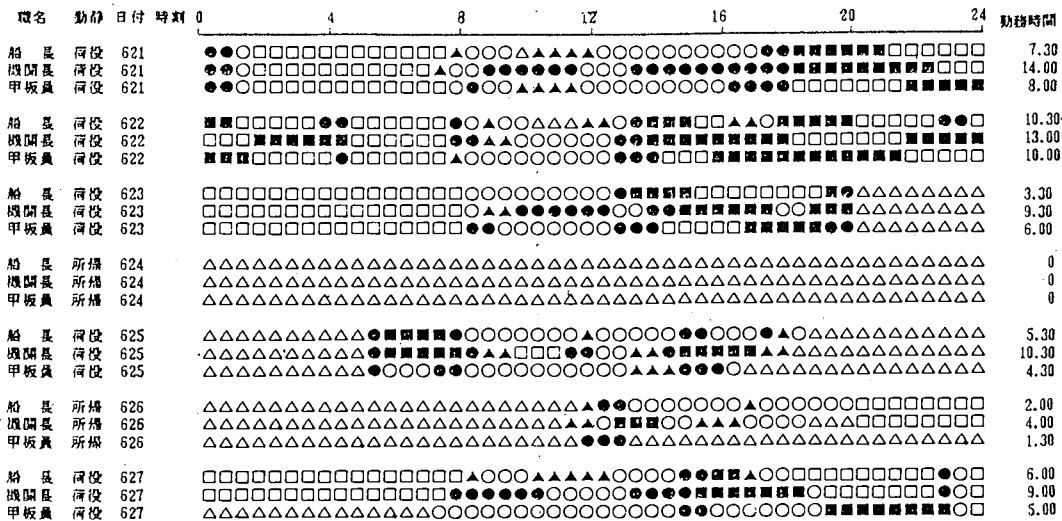 職名 動静 日付 時刻 0 4 8 12 16 20 24 勤務時間
船長 荷役 621 7.30
機関長 荷役 621 14.00
甲板員 荷役 621 8.00
船長 荷役 622 10.30
機関長 荷役 622 13.00
甲板員 荷役 622 10.00
船長 荷役 623 3.30
機関長 荷役 623 9.30
甲板員 荷役 623 6.00
船長 所帰 624 0
機関長 所帰 624 0
甲板員 所帰 624 0
船長 荷役 625 5.30
機関長 荷役 625 10.30
甲板員 荷役 625 4.30
船長 所帰 626 2.00
機関長 所帰 626 4.00
甲板員 所帰 626 1.30
船長 荷役 627 6.00
機関長 荷役 627 9.00
甲板員 荷役 627 5.00